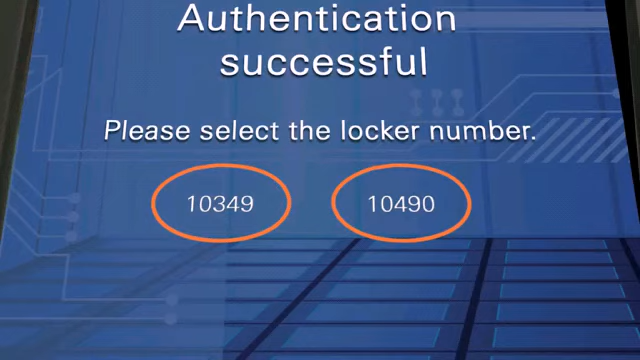 Authentication
successful
Please select the locker number.
10349 10490